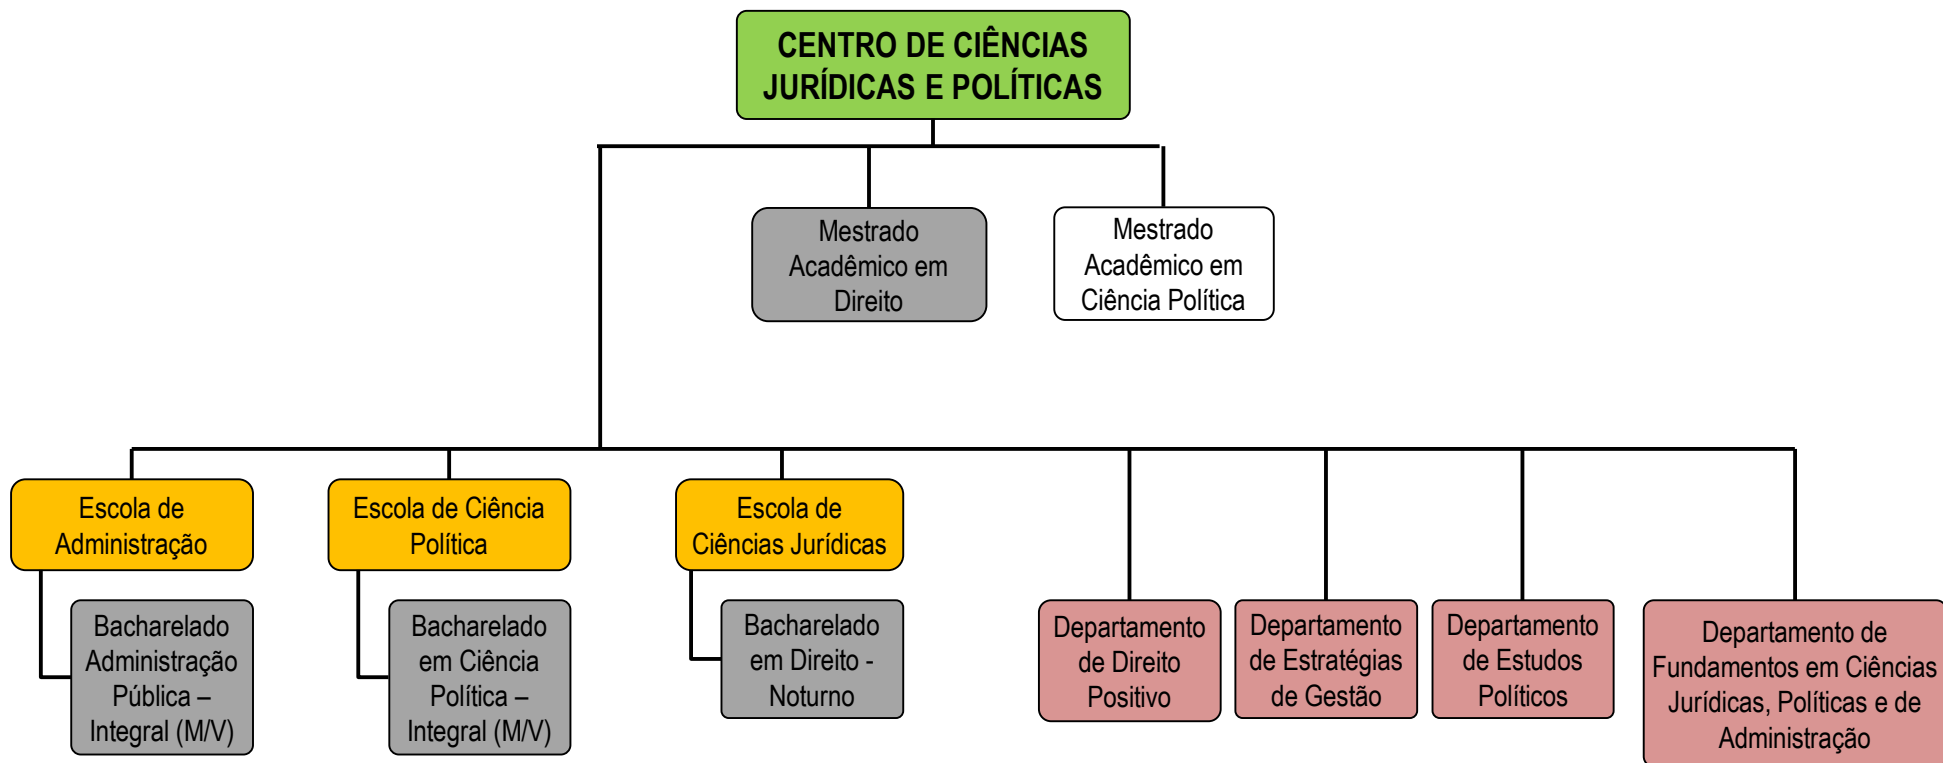 CENTRO DE CIÊNCIAS
JURÍDICAS E POLÍTICAS
Mestrado
Acadêmico em
Direito
Mestrado
Acadêmico em
Ciência Política
Escola de
Administração
Escola de Ciência
Política
Escola de
Ciências Jurídicas
Bacharelado
Administração
Pública –
Integral (M/V)
Bacharelado
em Ciência
Política –
Integral (M/V)
Bacharelado
em Direito -
Noturno
Departamento
de Direito
Positivo
Departamento
de Estratégias
de Gestão
Departamento
de Estudos
Políticos
Departamento de
Fundamentos em Ciências
Jurídicas, Políticas e de
Administração